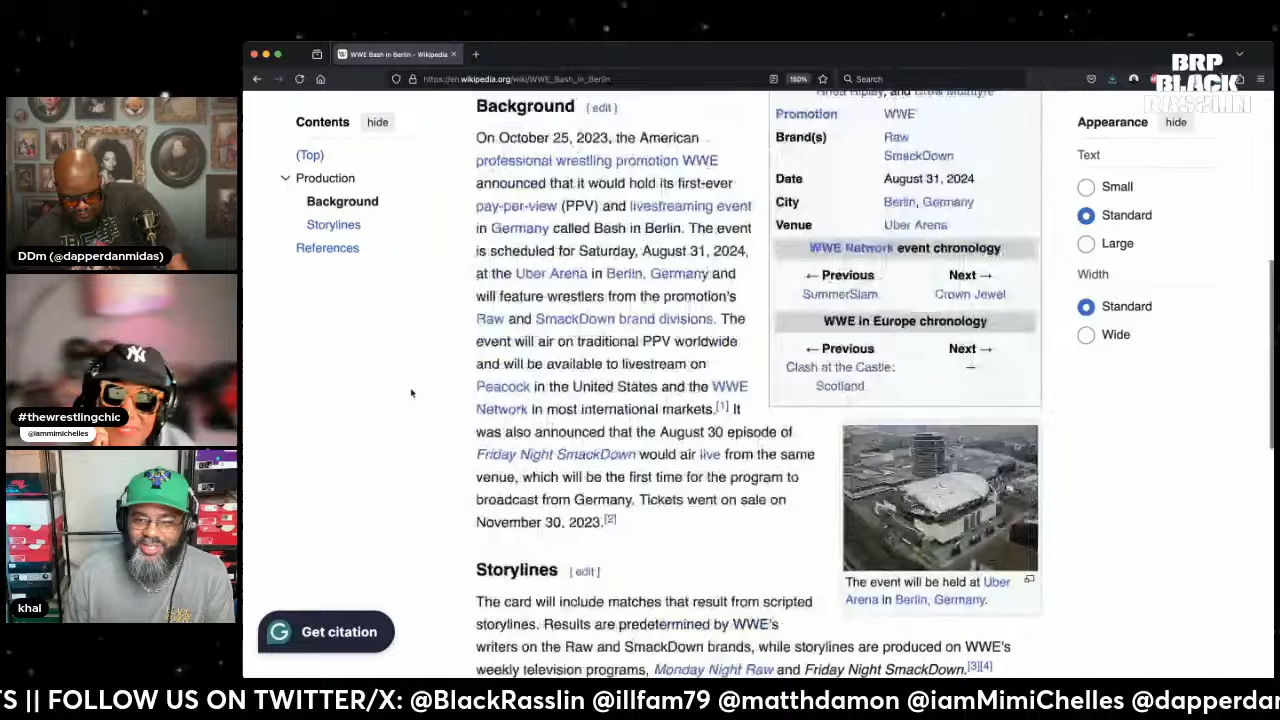 WWE Bash in Berlin - Wikipedia
https://en.wikipedia.org/wiki/WWE_Bash_in_Berlin
150%
Search
BRP
BLACK
RASSLIN
Contents
hide
(Top)
Production
Background
Storylines
References
Background [ edit ]
On October 25, 2023, the American
professional wrestling promotion WWE
announced that it would hold its first-ever
pay-per-view (PPV) and livestreaming event
in Germany called Bash in Berlin. The event
is scheduled for Saturday, August 31, 2024,
at the Uber Arena in Berlin, Germany and
will feature wrestlers from the promotion's
Raw and SmackDown brand divisions. The
event will air on traditional PPV worldwide
and will be available to livestream on
Peacock in the United States and the WWE
Network in most international markets.[1] It
was also announced that the August 30 episode of
Friday Night SmackDown would air live from the same
venue, which will be the first time for the program to
broadcast from Germany. Tickets went on sale on
November 30, 2023.[2]
Storylines [ edit ]
The card will include matches that result from scripted
storylines. Results are predetermined by WWE's
writers on the Raw and SmackDown brands, while storylines are produced on WWE's
weekly television programs, Monday Night Raw and Friday Night SmackDown.[3][4]
Rhea Ripley, and Drew McIntyre
Promotion WWE
Brand(s) Raw
SmackDown
Date August 31, 2024
City Berlin, Germany
Venue Uber Arena
WWE Network event chronology
← Previous Next →
SummerSlam Crown Jewel
WWE in Europe chronology
← Previous Next →
Clash at the Castle: —
Scotland
The event will be held at Uber
Arena in Berlin, Germany.
Appearance
hide
Text
Small
Standard
Large
Width
Standard
Wide
Get citation
DDm (@dapperdanmidas)
#thewrestlingchic
@iammimichelles
khal
TS || FOLLOW US ON TWITTER/X: @BlackRasslin @illfam79 @matthdamon @iamMimiChelles @dapperdan